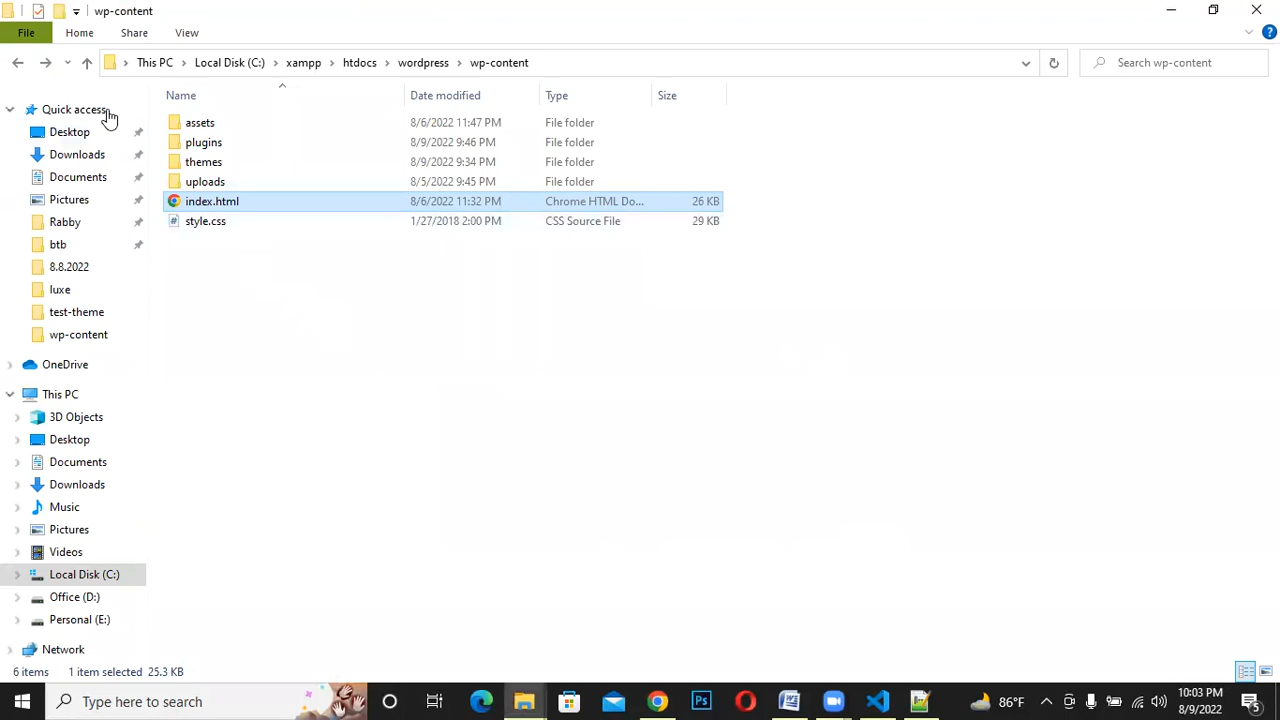 wp-content
File Home Share View
This PC Local Disk (C:) xampp htdocs wordpress wp-content
Search wp-content
Name Date modified Type Size
assets 8/6/2022 11:47 PM File folder
plugins 8/9/2022 9:46 PM File folder
themes 8/9/2022 9:34 PM File folder
uploads 8/5/2022 9:45 PM File folder
index.html 8/6/2022 11:32 PM Chrome HTML Do... 26 KB
style.css 1/27/2018 2:00 PM CSS Source File 29 KB
Quick access
Desktop
Downloads
Documents
Pictures
Rabby
btb
8.8.2022
luxe
test-theme
wp-content
OneDrive
This PC
3D Objects
Desktop
Documents
Downloads
Music
Pictures
Videos
Local Disk (C:)
Office (D:)
Personal (E:)
Network
6 items 1 item selected 25.3 KB
Type here to search
Ps
86°F
10:03 PM
8/9/2022
5